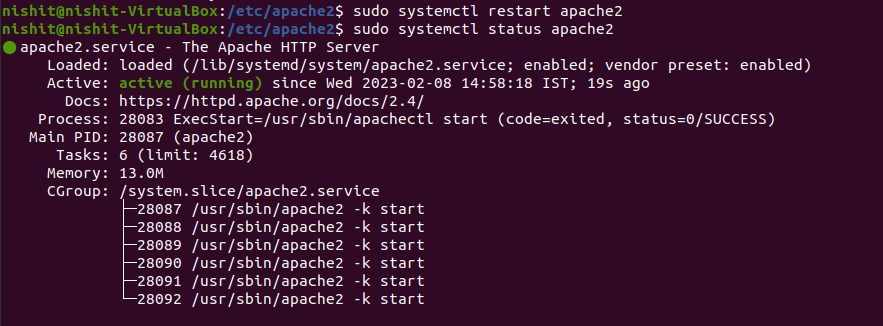 nishit@nishit-VirtualBox:/etc/apache2$ sudo systemctl restart apache2
nishit@nishit-VirtualBox:/etc/apache2$ sudo systemctl status apache2
● apache2.service - The Apache HTTP Server
     Loaded: loaded (/lib/systemd/system/apache2.service; enabled; vendor preset: enabled)
     Active: active (running) since Wed 2023-02-08 14:58:18 IST; 19s ago
       Docs: https://httpd.apache.org/docs/2.4/
    Process: 28083 ExecStart=/usr/sbin/apachectl start (code=exited, status=0/SUCCESS)
   Main PID: 28087 (apache2)
      Tasks: 6 (limit: 4618)
     Memory: 13.0M
     CGroup: /system.slice/apache2.service
             ├─28087 /usr/sbin/apache2 -k start
             ├─28088 /usr/sbin/apache2 -k start
             ├─28089 /usr/sbin/apache2 -k start
             ├─28090 /usr/sbin/apache2 -k start
             ├─28091 /usr/sbin/apache2 -k start
             └─28092 /usr/sbin/apache2 -k start